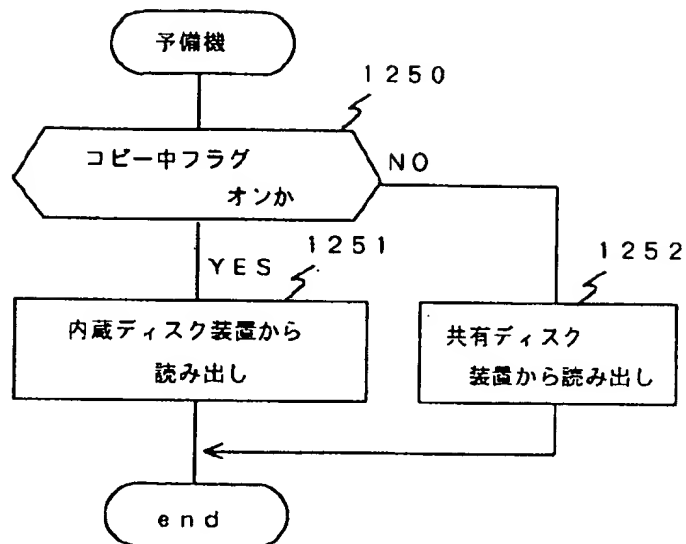 予備機
1250
コピー中フラグ
オンか
NO
YES
1251
1252
内蔵ディスク装置から
読み出し
共有ディスク
装置から読み出し
end